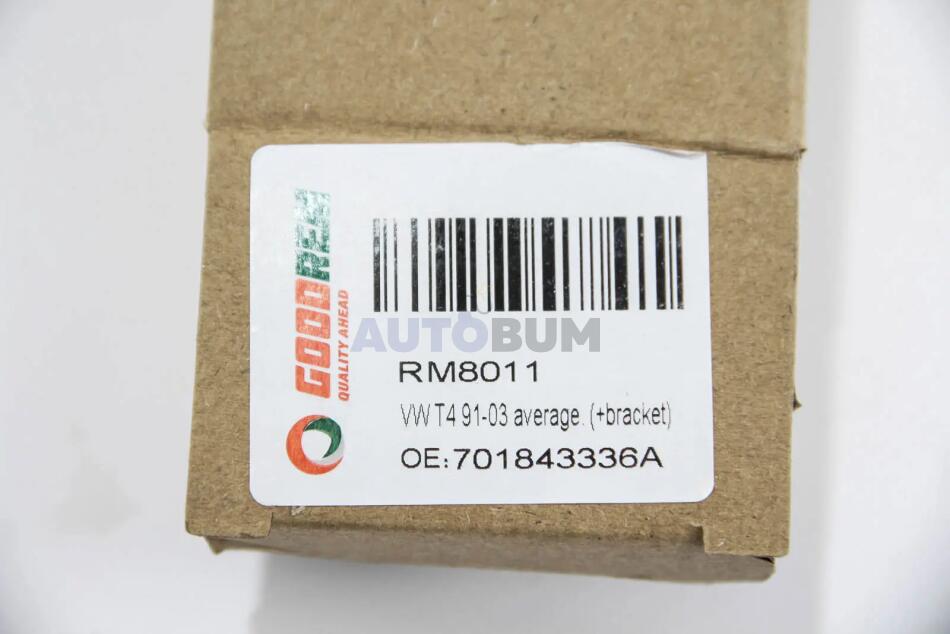 GOODREM
QUALITY AHEAD
AUTOBUM
RM8011
VW T4 91-03 average. (+bracket)
OE:701843336A